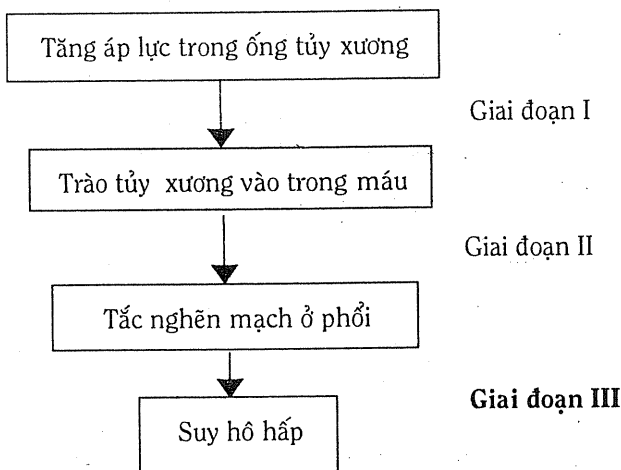 Tăng áp lực trong ống tủy xương
Giai đoạn I
Trào tủy xương vào trong máu
Giai đoạn II
Tắc nghẽn mạch ở phổi
Giai đoạn III
Suy hô hấp